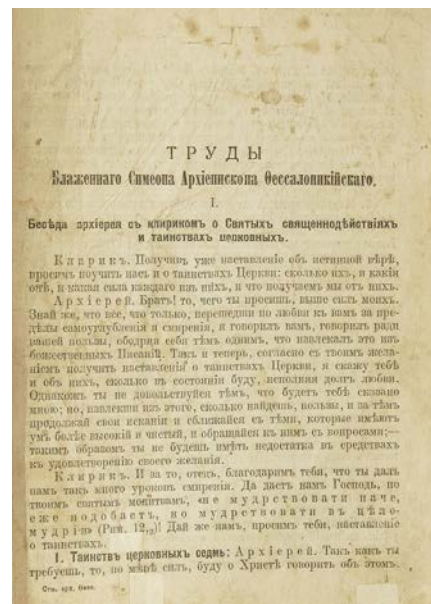 ТРУДЫ
Блаженнаго Симеона Архіепископа Ѳессалоникійскаго.
I.
Бесѣда архіерея съ клирикомъ о Святыхъ священнодѣйствіяхъ
и таинствахъ церковныхъ.
Клирикъ. Получивъ уже наставленіе объ истинной вѣрѣ,
просимъ поучить насъ и о таинствахъ Церкви: сколько ихъ, и какія
онѣ, и какая сила каждаго изъ нихъ, и что получаемъ мы отъ нихъ.
Архіерей. Братъ! то, чего ты просишь, выше силъ моихъ.
Знай же, что все, что только, перешедши по любви къ вамъ за пре-
дѣлы самоуглубленія и смиренія, я говорилъ вамъ, говорилъ ради
вашей пользы, ободряя себя тѣмъ однимъ, что извлекалъ это изъ
божественныхъ Писаній. Такъ и теперь, согласно съ твоимъ жела-
ніемъ получить наставленія о таинствахъ Церкви, я скажу тебѣ
и объ нихъ, сколько въ состояніи буду, исполняя долгъ любви.
Однакожъ ты не довольствуйся тѣмъ, что будетъ тебѣ сказано
мною; но, извлекши изъ этого, сколько найдешь, пользы, и за тѣмъ
продолжай свои исканія и сближайся съ тѣми, которые имѣютъ
умъ болѣе высокій и чистый, и обращайся къ нимъ съ вопросами;—
такимъ образомъ ты не будешь имѣть недостатка въ средствахъ
къ удовлетворенію своего желанія.
Клирикъ. И за то, отецъ, благодаримъ тебя, что ты далъ
намъ такъ много уроковъ смиренія. Да дастъ намъ Господь, по
твоимъ святымъ молитвамъ, «не мудрствовати паче,
еже подобаетъ, но мудрствовати въ цѣло-
мудріи» (Рим. 12,3)! Дай же намъ, просимъ тебя, наставленіе
о таинствахъ.
1. Таинствъ церковныхъ седмь: Архіерей. Такъ какъ ты
требуешь, то, по мѣрѣ силъ, буду о Христѣ говорить объ этомъ.